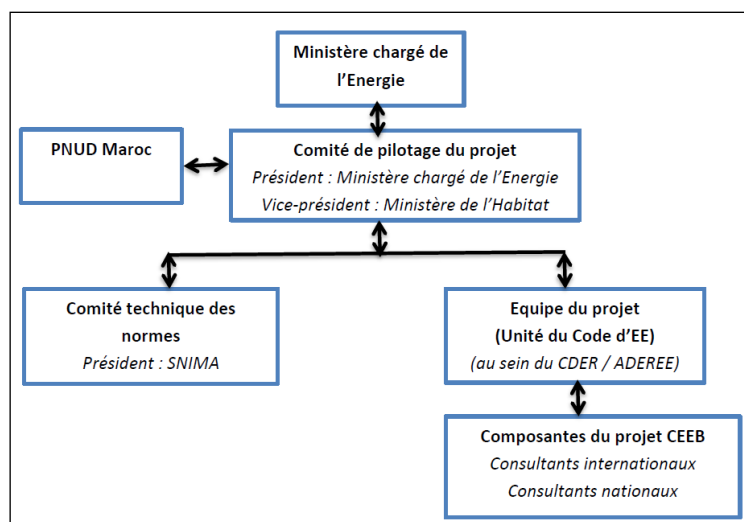 Ministère chargé de
l'Energie
PNUD Maroc
Comité de pilotage du projet
Président : Ministère chargé de l'Energie
Vice-président : Ministère de l'Habitat
Comité technique des
normes
Président : SNIMA
Equipe du projet
(Unité du Code d'EE)
(au sein du CDER / ADEREE)
Composantes du projet CEEB
Consultants internationaux
Consultants nationaux